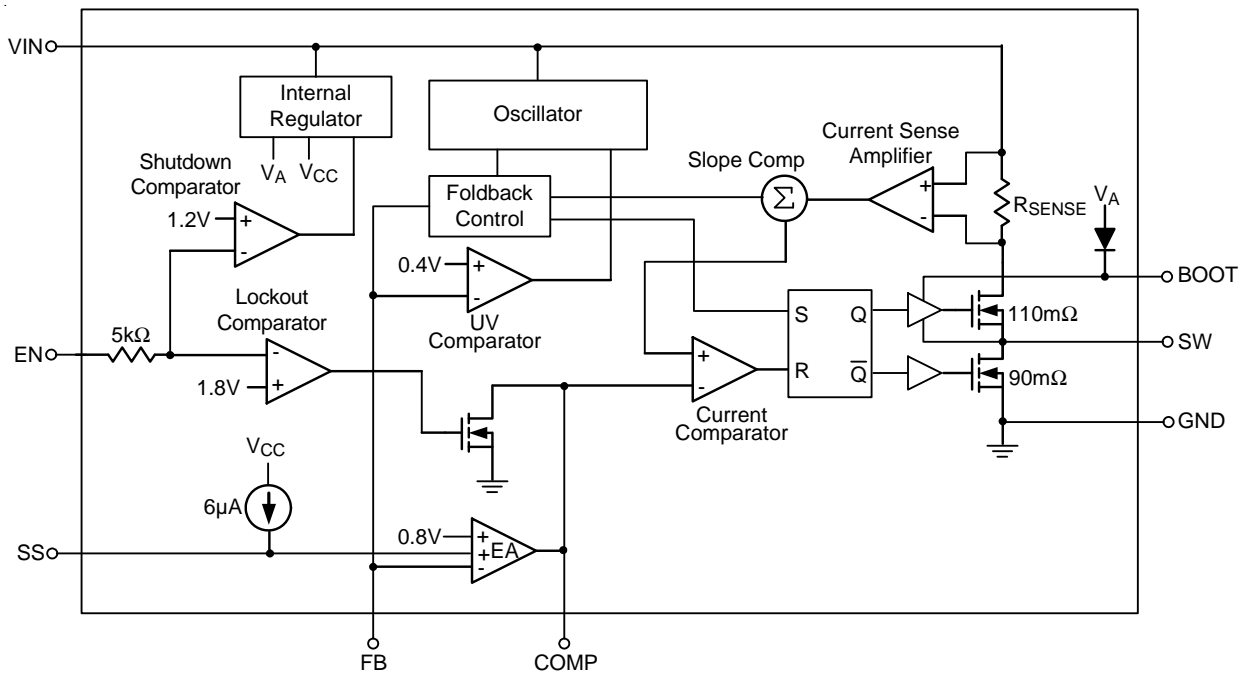 VIN
Internal
Regulator
Oscillator
VA
VCC
Shutdown
Comparator
1.2V
+
-
Foldback
Control
Slope Comp
Σ
Current Sense
Amplifier
+
-
RSENSE
VA
BOOT
0.4V
+
-
UV
Comparator
Lockout
Comparator
5kΩ
EN
-
+
1.8V
S
Q
R
Q̅
110mΩ
SW
90mΩ
+
-
Current
Comparator
GND
VCC
6µA
SS
0.8V
+
+
-
EA
FB
COMP